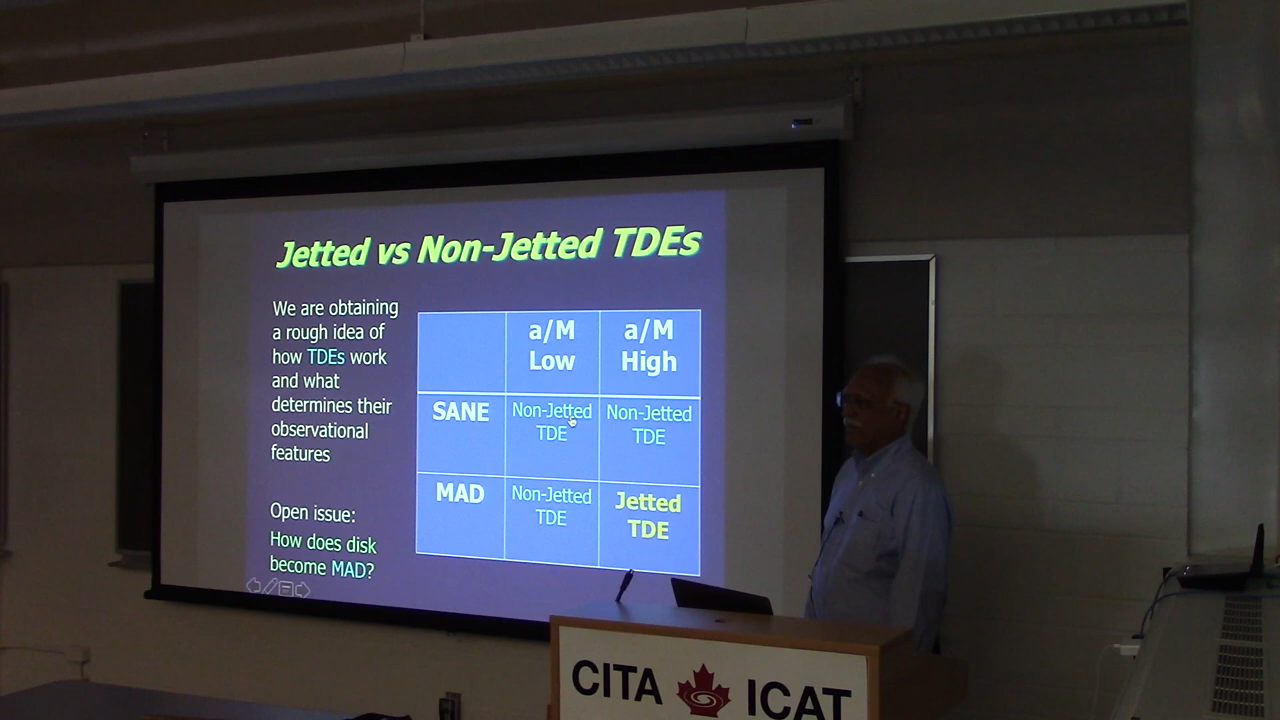 Jetted vs Non-Jetted TDEs
We are obtaining
a rough idea of
how TDEs work
and what
determines their
observational
features
Open issue:
How does disk
become MAD?
a/M
Low
a/M
High
SANE
Non-Jetted
TDE
Non-Jetted
TDE
MAD
Non-Jetted
TDE
Jetted
TDE
CITA ICAT